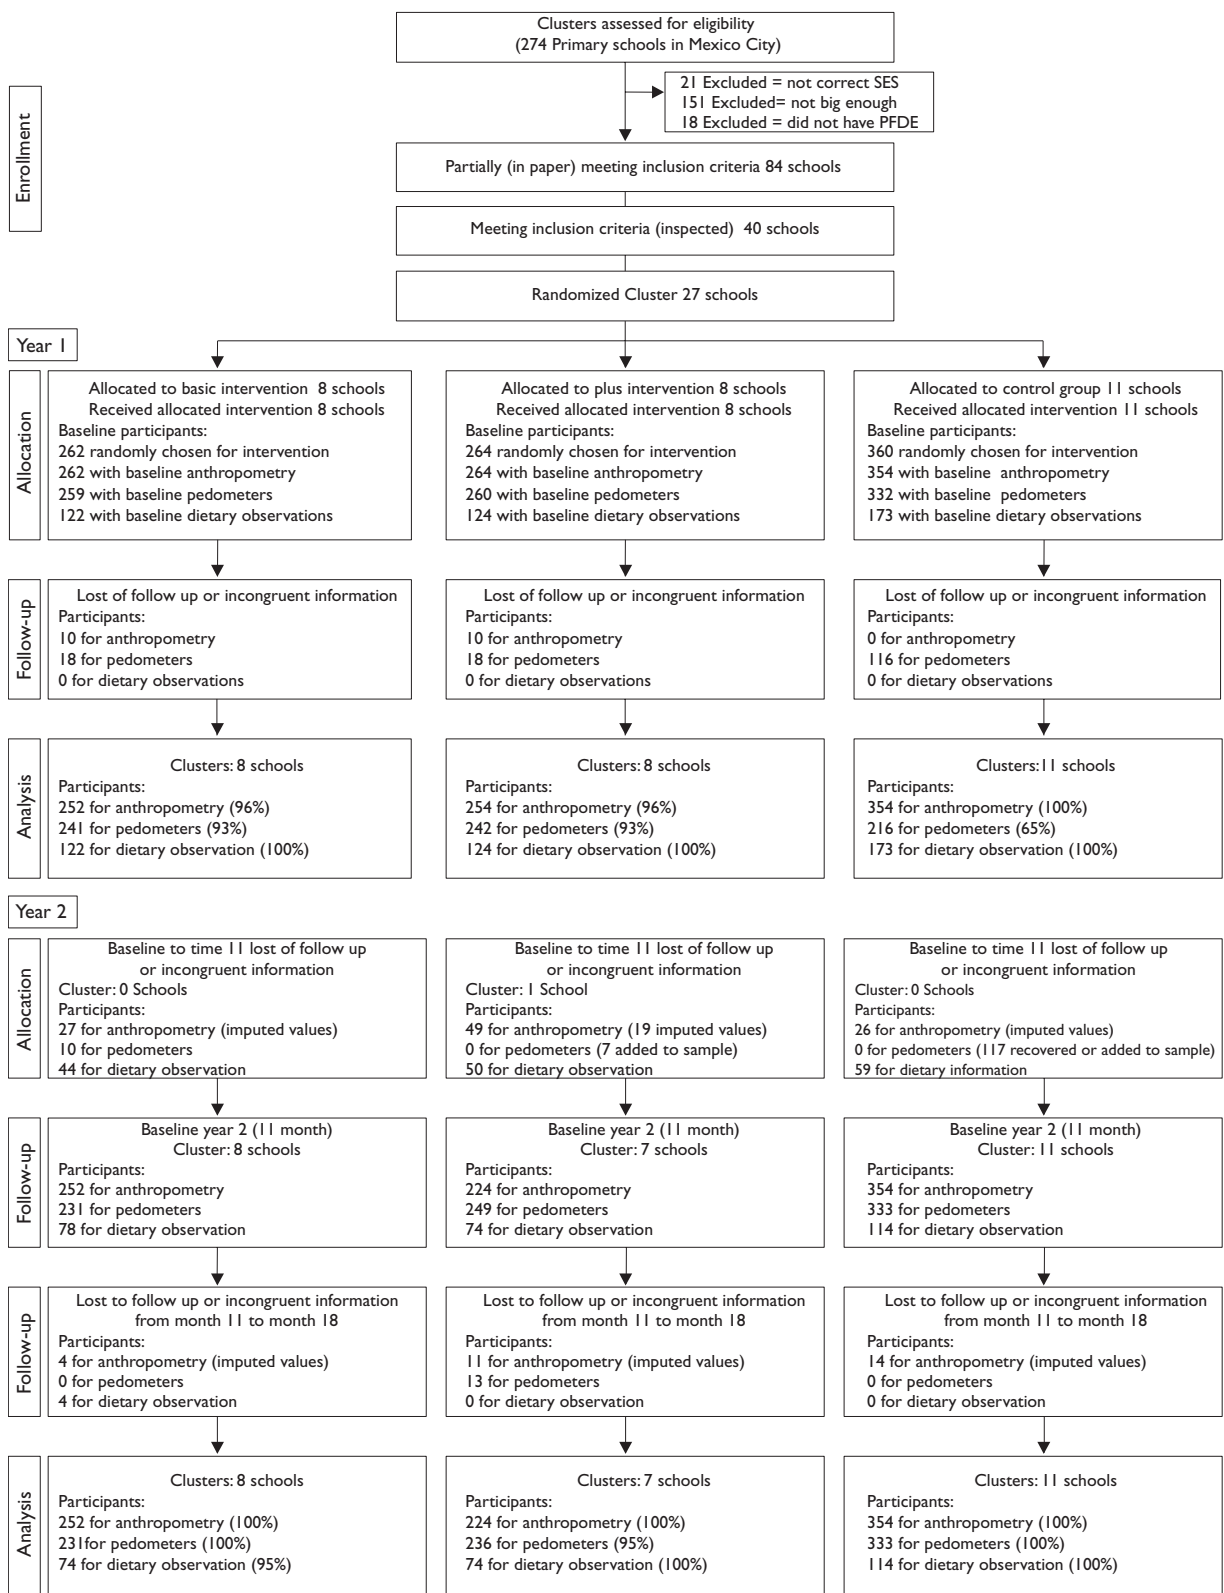 Clusters assessed for eligibility
(274 Primary schools in Mexico City)
21 Excluded = not correct SES
151 Excluded= not big enough
18 Excluded = did not have PFDE
Enrollment
Partially (in paper) meeting inclusion criteria 84 schools
Meeting inclusion criteria (inspected) 40 schools
Randomized Cluster 27 schools
Year 1
Allocation
Allocated to basic intervention 8 schools
Received allocated intervention 8 schools
Baseline participants:
262 randomly chosen for intervention
262 with baseline anthropometry
259 with baseline pedometers
122 with baseline dietary observations
Allocated to plus intervention 8 schools
Received allocated intervention 8 schools
Baseline participants:
264 randomly chosen for intervention
264 with baseline anthropometry
260 with baseline pedometers
124 with baseline dietary observations
Allocated to control group 11 schools
Received allocated intervention 11 schools
Baseline participants:
360 randomly chosen for intervention
354 with baseline anthropometry
332 with baseline pedometers
173 with baseline dietary observations
Follow-up
Lost of follow up or incongruent information
Participants:
10 for anthropometry
18 for pedometers
0 for dietary observations
Lost of follow up or incongruent information
Participants:
10 for anthropometry
18 for pedometers
0 for dietary observations
Lost of follow up or incongruent information
Participants:
0 for anthropometry
116 for pedometers
0 for dietary observations
Analysis
Clusters: 8 schools
Participants:
252 for anthropometry (96%)
241 for pedometers (93%)
122 for dietary observation (100%)
Clusters: 8 schools
Participants:
254 for anthropometry (96%)
242 for pedometers (93%)
124 for dietary observation (100%)
Clusters:11 schools
Participants:
354 for anthropometry (100%)
216 for pedometers (65%)
173 for dietary observation (100%)
Year 2
Allocation
Baseline to time 11 lost of follow up
or incongruent information
Cluster: 0 Schools
Participants:
27 for anthropometry (imputed values)
10 for pedometers
44 for dietary observation
Baseline to time 11 lost of follow up
or incongruent information
Cluster: 1 School
Participants:
49 for anthropometry (19 imputed values)
0 for pedometers (7 added to sample)
50 for dietary observation
Baseline to time 11 lost of follow up
or incongruent information
Cluster: 0 Schools
Participants:
26 for anthropometry (imputed values)
0 for pedometers (117 recovered or added to sample)
59 for dietary information
Follow-up
Baseline year 2 (11 month)
Cluster: 8 schools
Participants:
252 for anthropometry
231 for pedometers
78 for dietary observation
Baseline year 2 (11 month)
Cluster: 7 schools
Participants:
224 for anthropometry
249 for pedometers
74 for dietary observation
Baseline year 2 (11 month)
Cluster: 11 schools
Participants:
354 for anthropometry
333 for pedometers
114 for dietary observation
Follow-up
Lost to follow up or incongruent information
from month 11 to month 18
Participants:
4 for anthropometry (imputed values)
0 for pedometers
4 for dietary observation
Lost to follow up or incongruent information
from month 11 to month 18
Participants:
11 for anthropometry (imputed values)
13 for pedometers
0 for dietary observation
Lost to follow up or incongruent information
from month 11 to month 18
Participants:
14 for anthropometry (imputed values)
0 for pedometers
0 for dietary observation
Analysis
Clusters: 8 schools
Participants:
252 for anthropometry (100%)
231for pedometers (100%)
74 for dietary observation (95%)
Clusters: 7 schools
Participants:
224 for anthropometry (100%)
236 for pedometers (95%)
74 for dietary observation (100%)
Clusters: 11 schools
Participants:
354 for anthropometry (100%)
333 for pedometers (100%)
114 for dietary observation (100%)